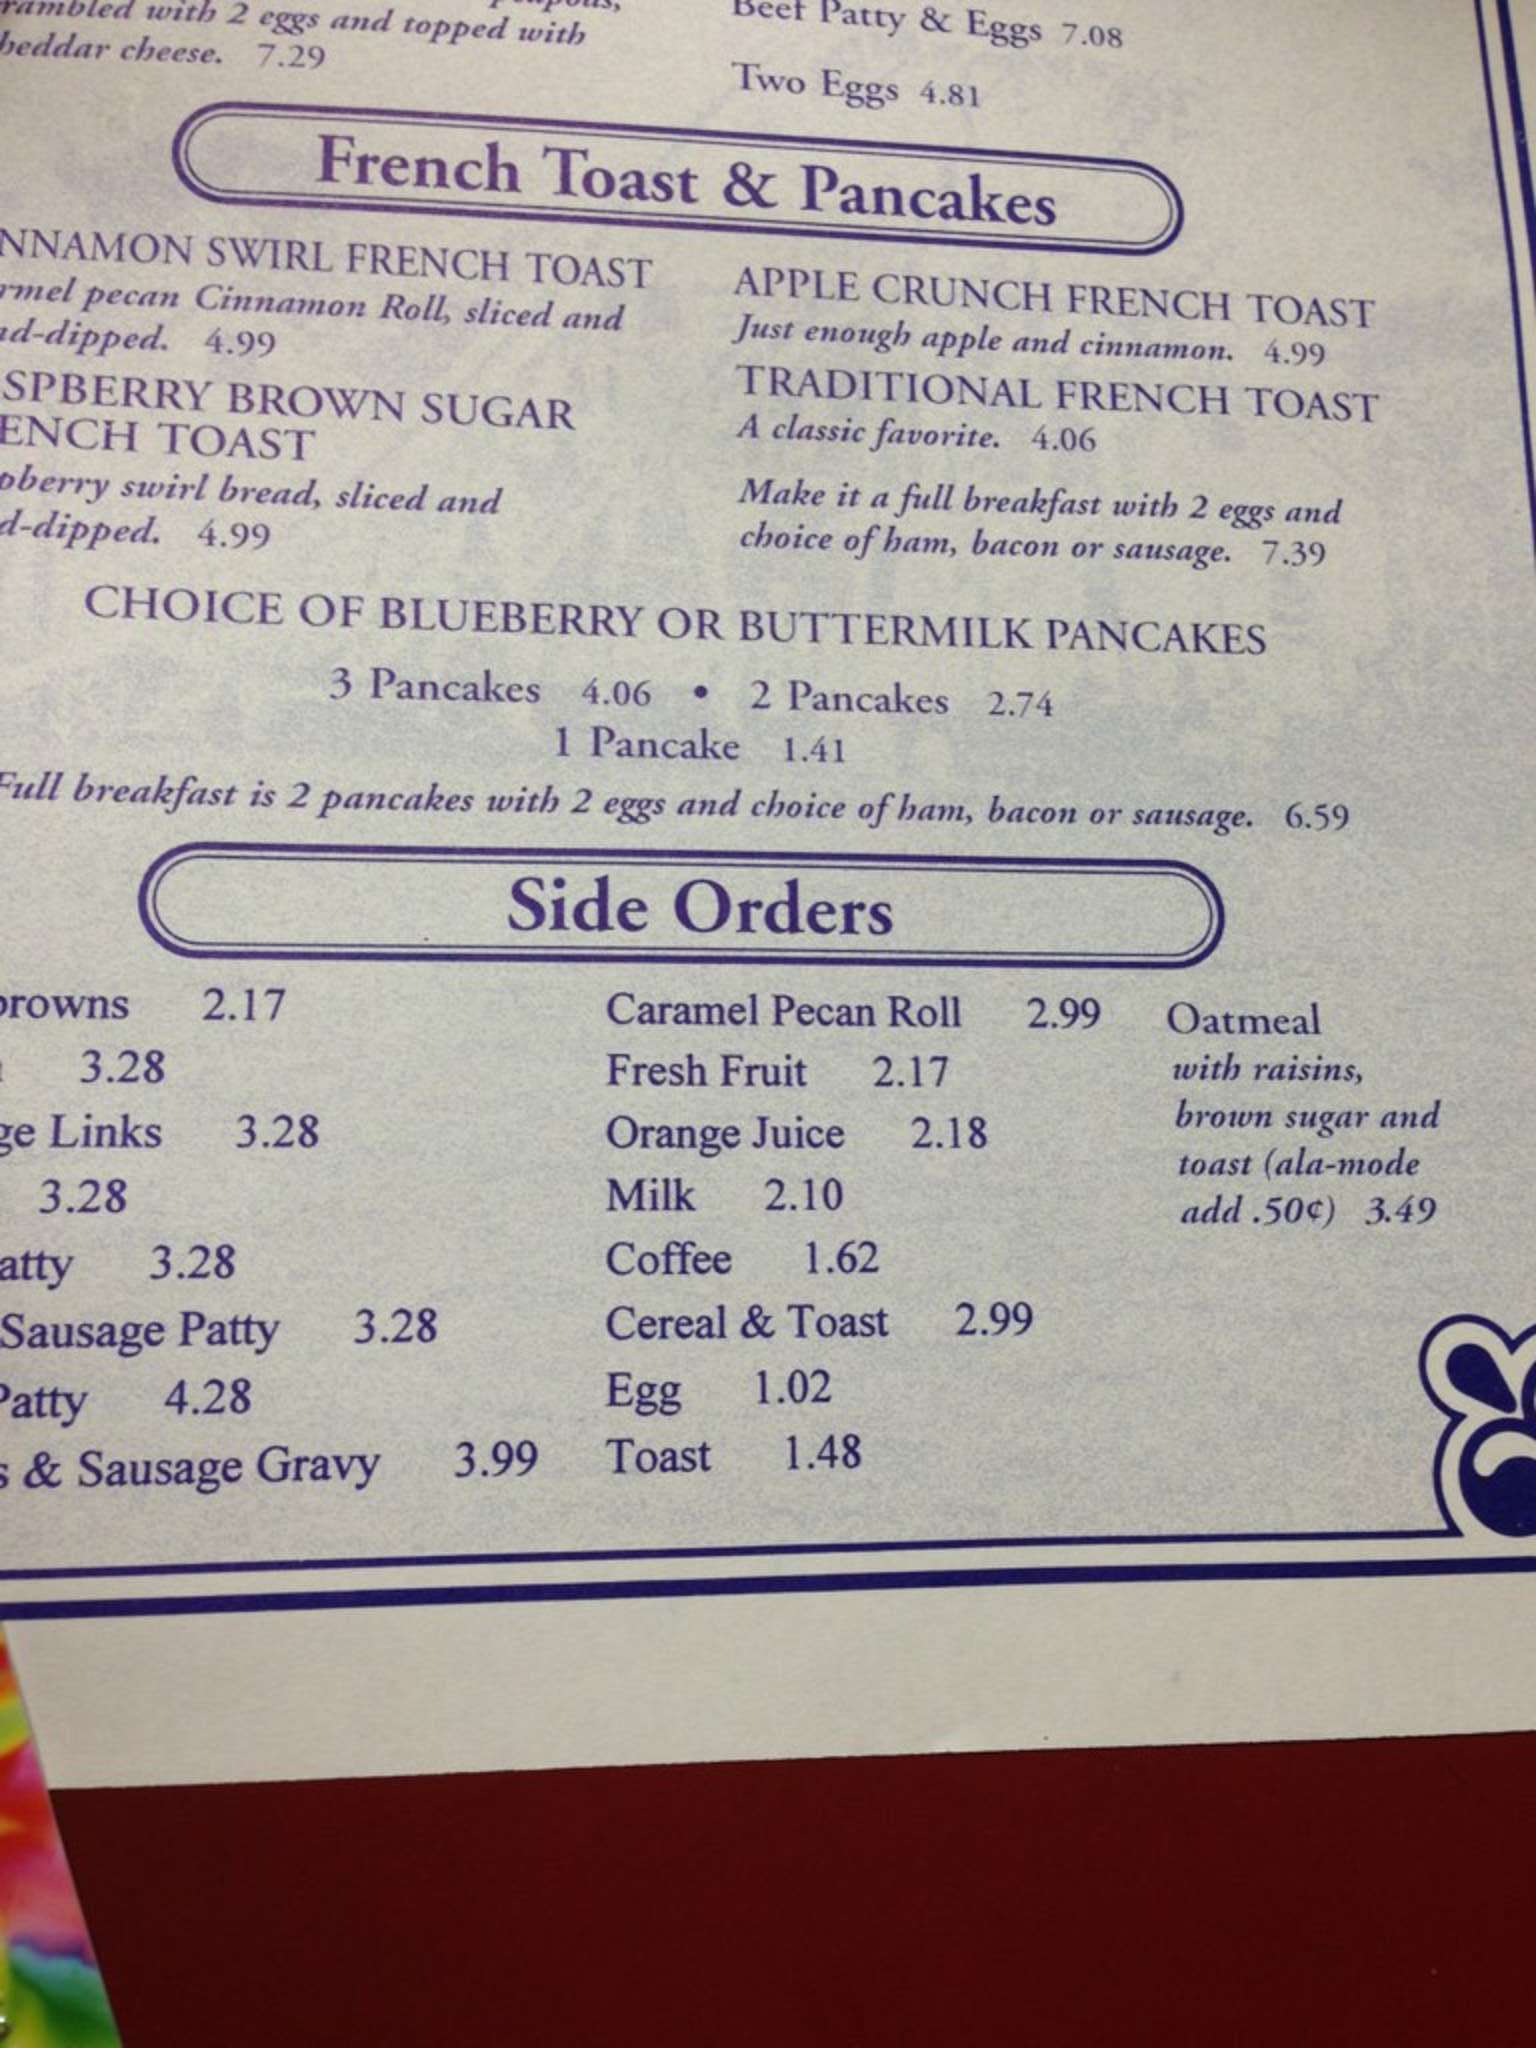 with 2 eggs and topped with
cheese. 7.29
Beef Patty & Eggs 7.08
Two Eggs 4.81
French Toast & Pancakes
SWIRL FRENCH TOAST
pecan Cinnamon Roll, sliced and
4.99
BROWN SUGAR
TOAST
swirl bread, sliced and
4.99
APPLE CRUNCH FRENCH TOAST
Just enough apple and cinnamon. 4.99
TRADITIONAL FRENCH TOAST
A classic favorite. 4.06
Make it a full breakfast with 2 eggs and
choice of ham, bacon or sausage. 7.39
CHOICE OF BLUEBERRY OR BUTTERMILK PANCAKES
3 Pancakes 4.06 • 2 Pancakes 2.74
1 Pancake 1.41
Full breakfast is 2 pancakes with 2 eggs and choice of ham, bacon or sausage. 6.59
Side Orders
browns 2.17
3.28
Links 3.28
3.28
3.28
Sausage Patty 3.28
Patty 4.28
& Sausage Gravy 3.99
Caramel Pecan Roll 2.99
Fresh Fruit 2.17
Orange Juice 2.18
Milk 2.10
Coffee 1.62
Cereal & Toast 2.99
Egg 1.02
Toast 1.48
Oatmeal
with raisins,
brown sugar and
toast (ala-mode
add .50¢) 3.49